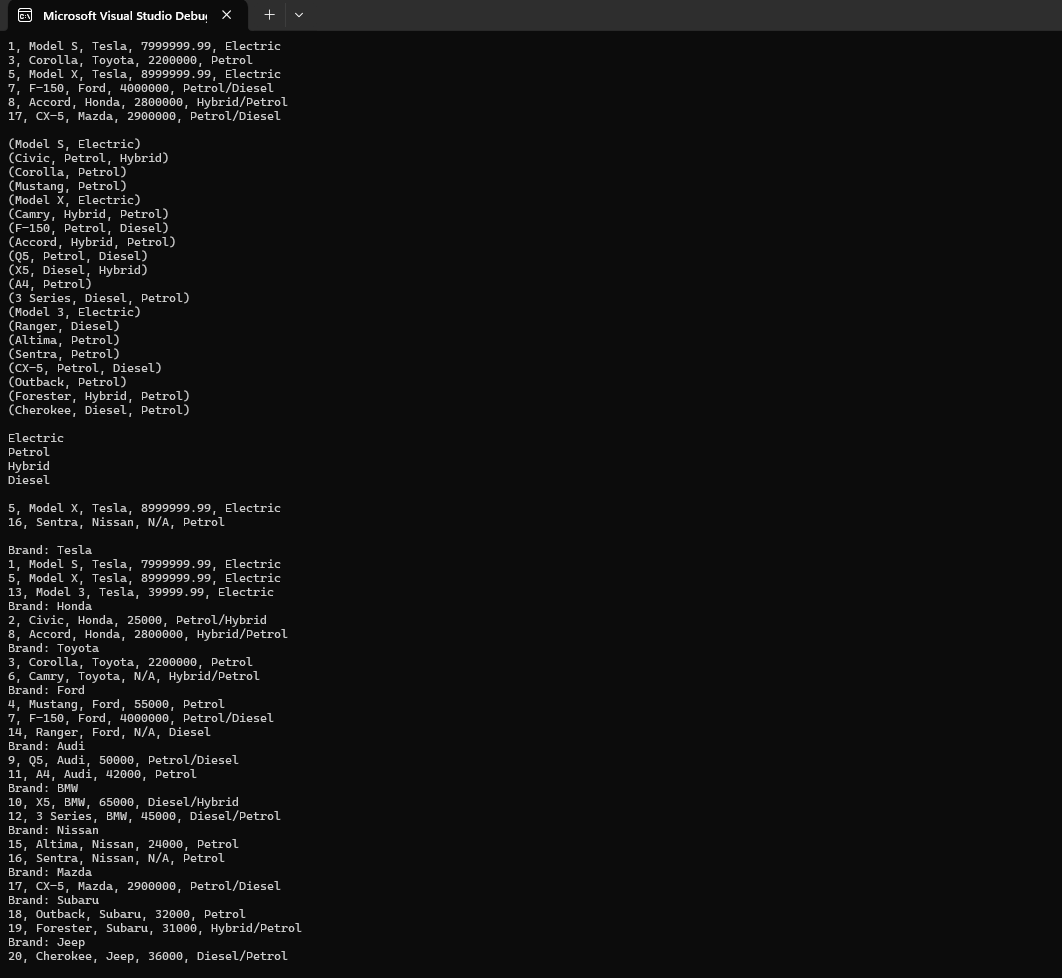 Microsoft Visual Studio Debug
1, Model S, Tesla, 7999999.99, Electric
3, Corolla, Toyota, 2200000, Petrol
5, Model X, Tesla, 8999999.99, Electric
7, F-150, Ford, 4000000, Petrol/Diesel
8, Accord, Honda, 2800000, Hybrid/Petrol
17, CX-5, Mazda, 2900000, Petrol/Diesel
(Model S, Electric)
(Civic, Petrol, Hybrid)
(Corolla, Petrol)
(Mustang, Petrol)
(Model X, Electric)
(Camry, Hybrid, Petrol)
(F-150, Petrol, Diesel)
(Accord, Hybrid, Petrol)
(Q5, Petrol, Diesel)
(X5, Diesel, Hybrid)
(A4, Petrol)
(3 Series, Diesel, Petrol)
(Model 3, Electric)
(Ranger, Diesel)
(Altima, Petrol)
(Sentra, Petrol)
(CX-5, Petrol, Diesel)
(Outback, Petrol)
(Forester, Hybrid, Petrol)
(Cherokee, Diesel, Petrol)
Electric
Petrol
Hybrid
Diesel
5, Model X, Tesla, 8999999.99, Electric
16, Sentra, Nissan, N/A, Petrol
Brand: Tesla
1, Model S, Tesla, 7999999.99, Electric
5, Model X, Tesla, 8999999.99, Electric
13, Model 3, Tesla, 39999.99, Electric
Brand: Honda
2, Civic, Honda, 25000, Petrol/Hybrid
8, Accord, Honda, 2800000, Hybrid/Petrol
Brand: Toyota
3, Corolla, Toyota, 2200000, Petrol
6, Camry, Toyota, N/A, Hybrid/Petrol
Brand: Ford
4, Mustang, Ford, 55000, Petrol
7, F-150, Ford, 4000000, Petrol/Diesel
14, Ranger, Ford, N/A, Diesel
Brand: Audi
9, Q5, Audi, 50000, Petrol/Diesel
11, A4, Audi, 42000, Petrol
Brand: BMW
10, X5, BMW, 65000, Diesel/Hybrid
12, 3 Series, BMW, 45000, Diesel/Petrol
Brand: Nissan
15, Altima, Nissan, 24000, Petrol
16, Sentra, Nissan, N/A, Petrol
Brand: Mazda
17, CX-5, Mazda, 2900000, Petrol/Diesel
Brand: Subaru
18, Outback, Subaru, 32000, Petrol
19, Forester, Subaru, 31000, Hybrid/Petrol
Brand: Jeep
20, Cherokee, Jeep, 36000, Diesel/Petrol